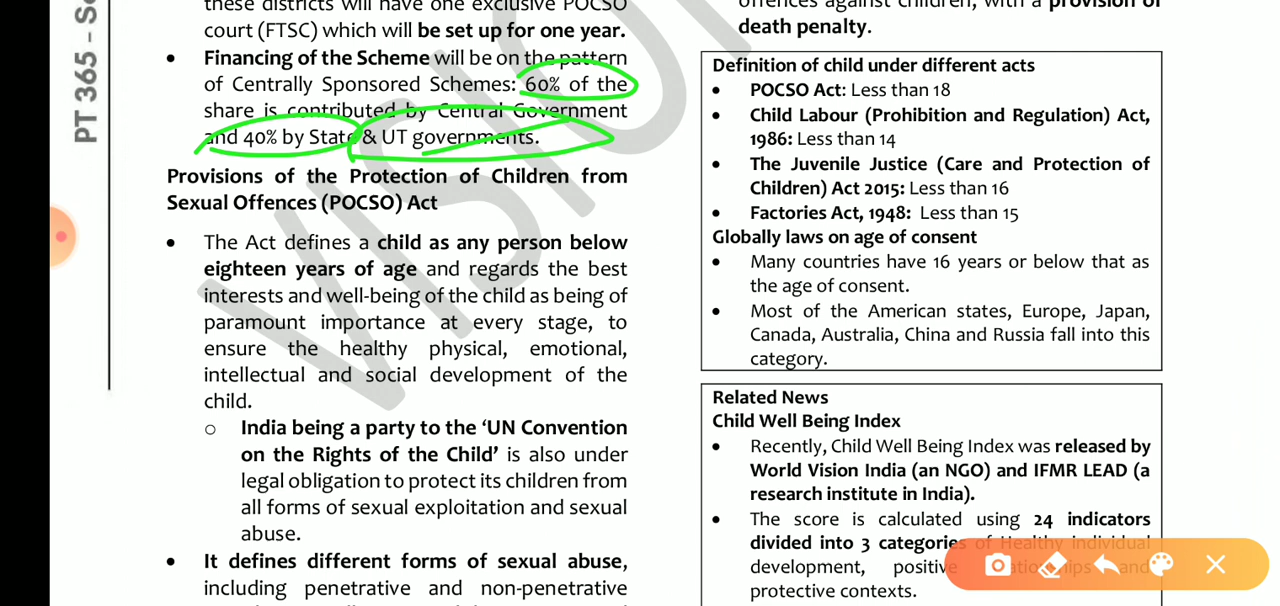 PT 365 – Sc
these districts will have one exclusive POCSO
court (FTSC) which will be set up for one year.
• Financing of the Scheme will be on the pattern
of Centrally Sponsored Schemes: 60% of the
share is contributed by Central Government
and 40% by State & UT governments.
Provisions of the Protection of Children from
Sexual Offences (POCSO) Act
• The Act defines a child as any person below
eighteen years of age and regards the best
interests and well-being of the child as being of
paramount importance at every stage, to
ensure the healthy physical, emotional,
intellectual and social development of the
child.
o India being a party to the ‘UN Convention
on the Rights of the Child’ is also under
legal obligation to protect its children from
all forms of sexual exploitation and sexual
abuse.
• It defines different forms of sexual abuse,
including penetrative and non-penetrative
offences against children, with a provision of
death penalty.
Definition of child under different acts
• POCSO Act: Less than 18
• Child Labour (Prohibition and Regulation) Act,
1986: Less than 14
• The Juvenile Justice (Care and Protection of
Children) Act 2015: Less than 16
• Factories Act, 1948: Less than 15
Globally laws on age of consent
• Many countries have 16 years or below that as
the age of consent.
• Most of the American states, Europe, Japan,
Canada, Australia, China and Russia fall into this
category.
Related News
Child Well Being Index
• Recently, Child Well Being Index was released by
World Vision India (an NGO) and IFMR LEAD (a
research institute in India).
• The score is calculated using 24 indicators
divided into 3 categories of Healthy individual
development, positive relationships and
protective contexts.